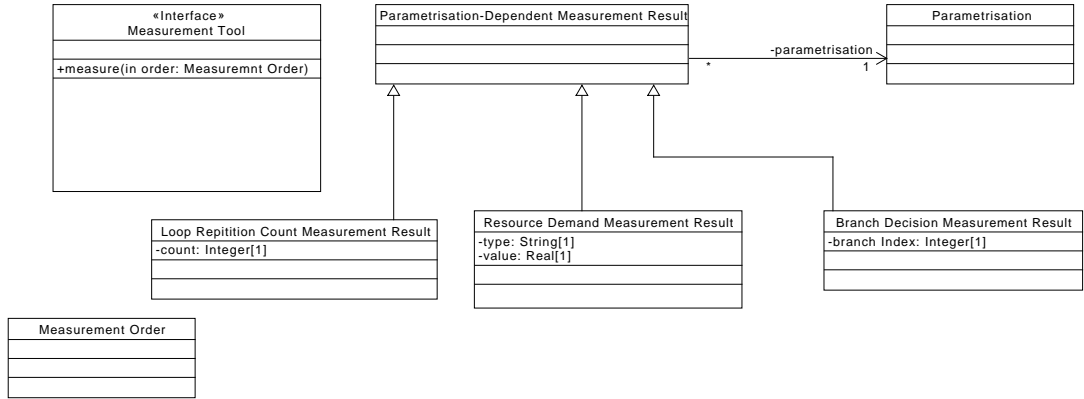 «Interface»
Measurement Tool
+measure(in order: Measuremnt Order)
Parametrisation-Dependent Measurement Result
-parametrisation
*
1
Parametrisation
Loop Repitition Count Measurement Result
-count: Integer[1]
Resource Demand Measurement Result
-type: String[1]
-value: Real[1]
Branch Decision Measurement Result
-branch Index: Integer[1]
Measurement Order